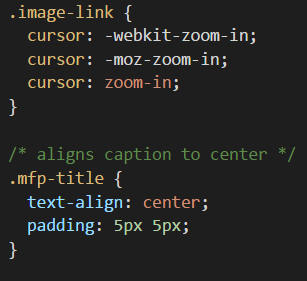 .image-link {
  cursor: -webkit-zoom-in;
  cursor: -moz-zoom-in;
  cursor: zoom-in;
}

/* aligns caption to center */
.mfp-title {
  text-align: center;
  padding: 5px 5px;
}